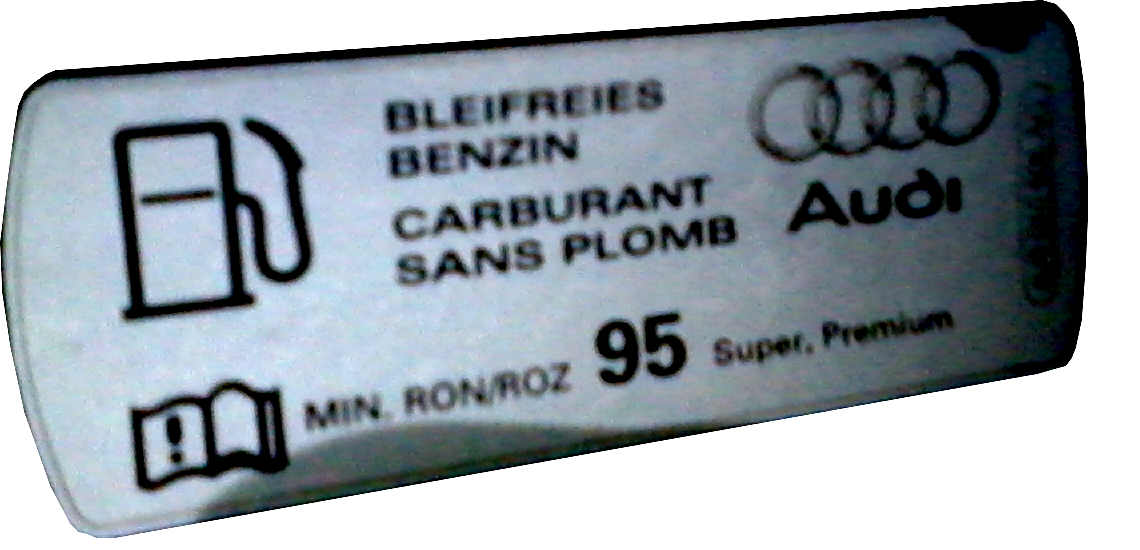 BLEIFREIES
BENZIN
CARBURANT
SANS PLOMB
Audi
MIN. RON/ROZ 95 Super, Premium